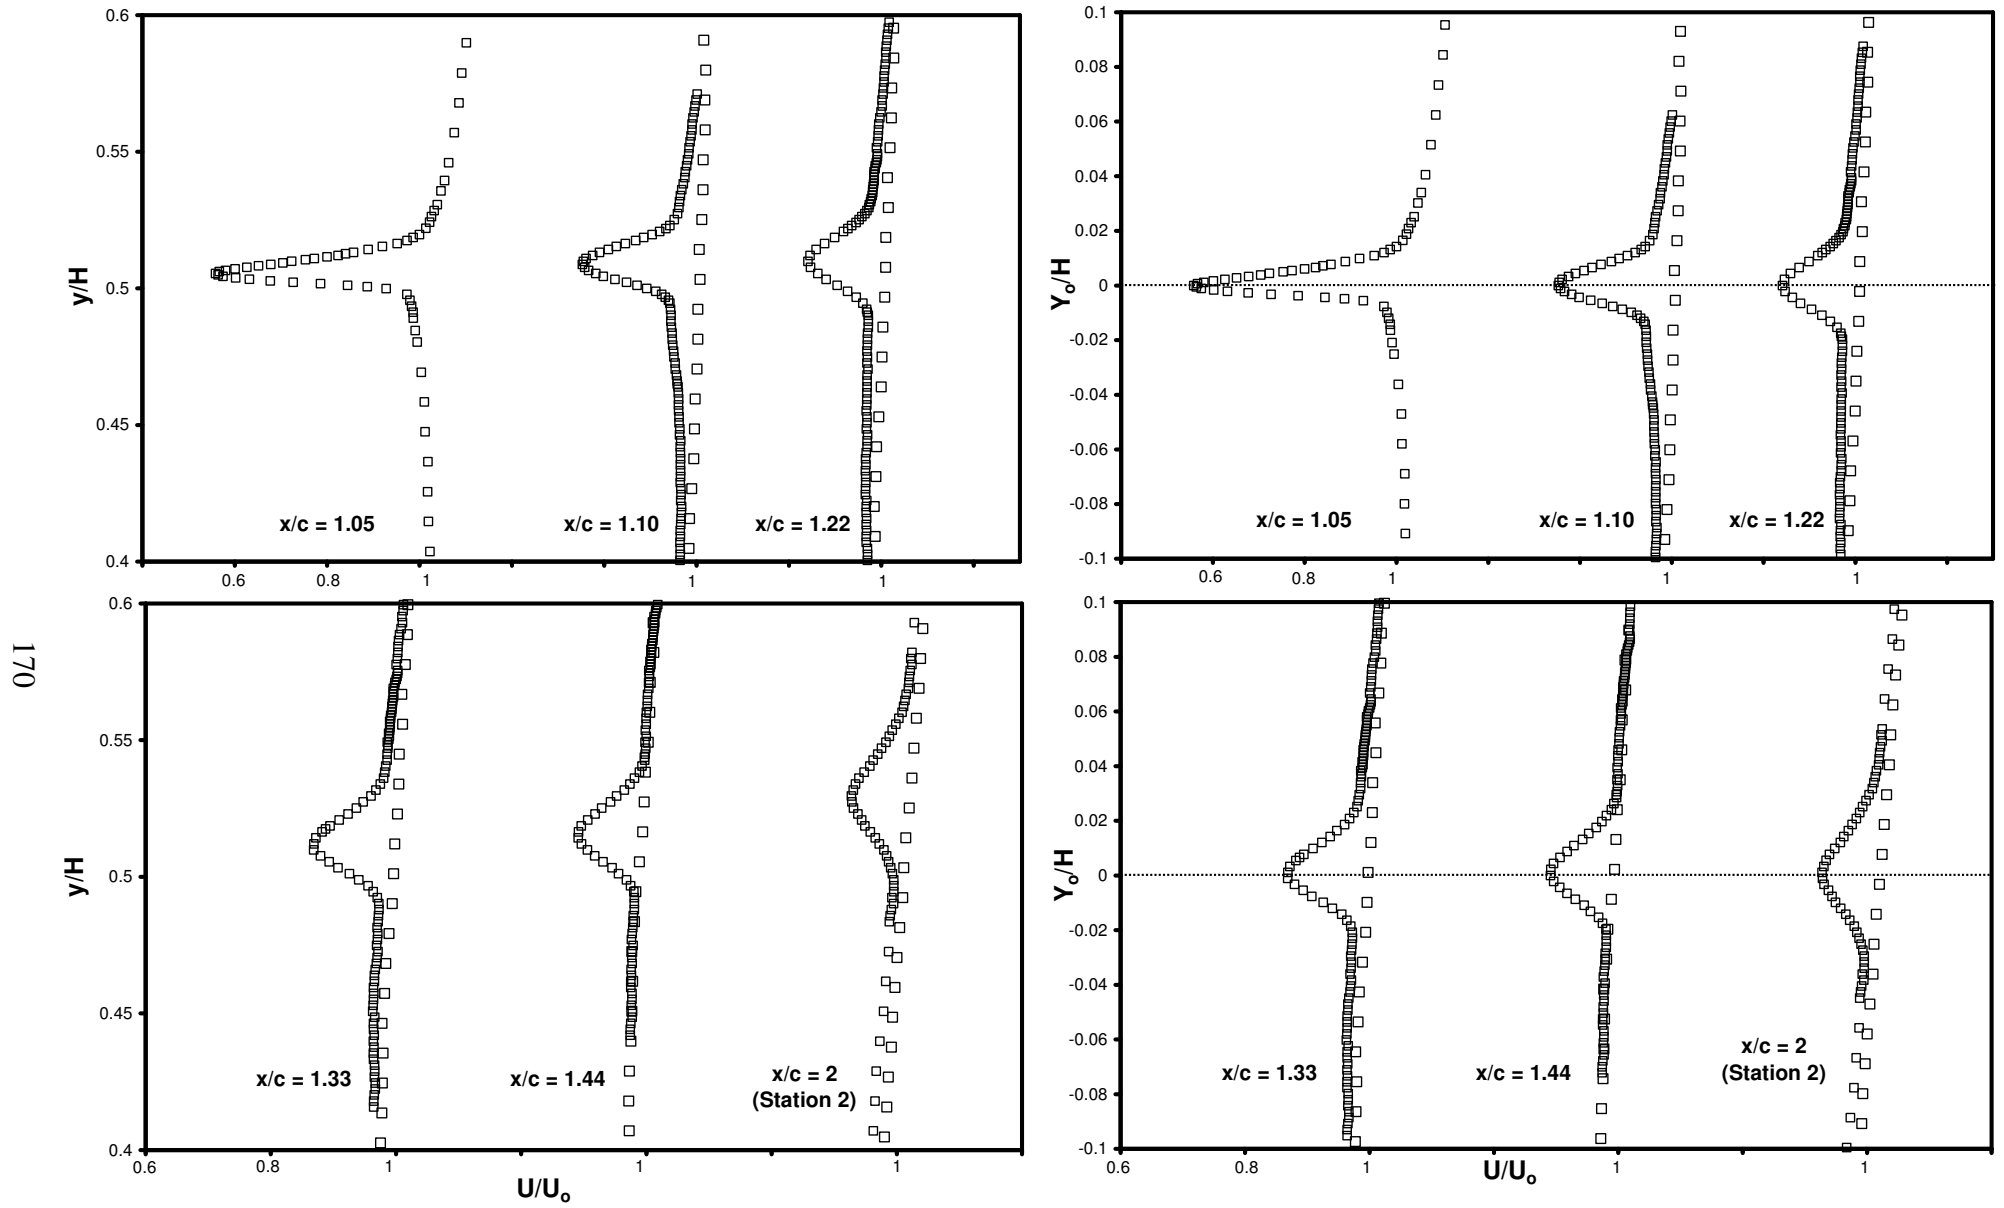 0.6
0.55
0.5
0.45
0.4
y/H
x/c = 1.05
x/c = 1.10
x/c = 1.22
0.6
0.8
1
1
1
0.1
0.08
0.06
0.04
0.02
0
-0.02
-0.04
-0.06
-0.08
-0.1
Yo/H
x/c = 1.05
x/c = 1.10
x/c = 1.22
0.6
0.8
1
1
1
0.6
0.55
0.5
0.45
0.4
y/H
x/c = 1.33
x/c = 1.44
x/c = 2
(Station 2)
0.6
0.8
1
1
1
U/Uo
0.1
0.08
0.06
0.04
0.02
0
-0.02
-0.04
-0.06
-0.08
-0.1
Yo/H
x/c = 1.33
x/c = 1.44
x/c = 2
(Station 2)
0.6
0.8
1
1
1
U/Uo
170